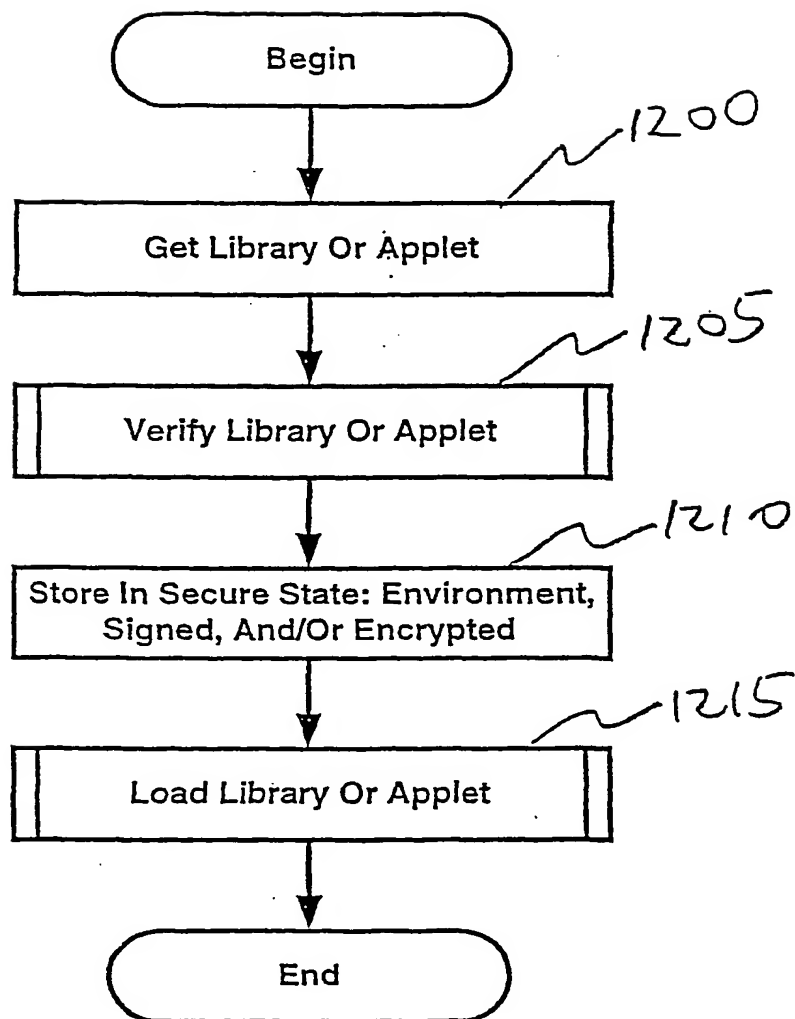 Begin
1200
Get Library Or Applet
1205
Verify Library Or Applet
1210
Store In Secure State: Environment,
Signed, And/Or Encrypted
1215
Load Library Or Applet
End